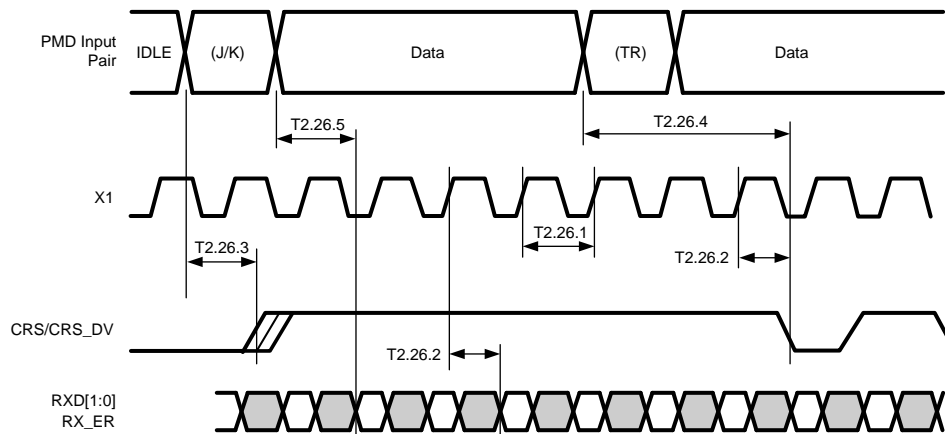 PMD Input
Pair
IDLE
(J/K)
Data
(TR)
Data
T2.26.5
T2.26.4
X1
T2.26.1
T2.26.3
T2.26.2
CRS/CRS_DV
T2.26.2
RXD[1:0]
RX_ER